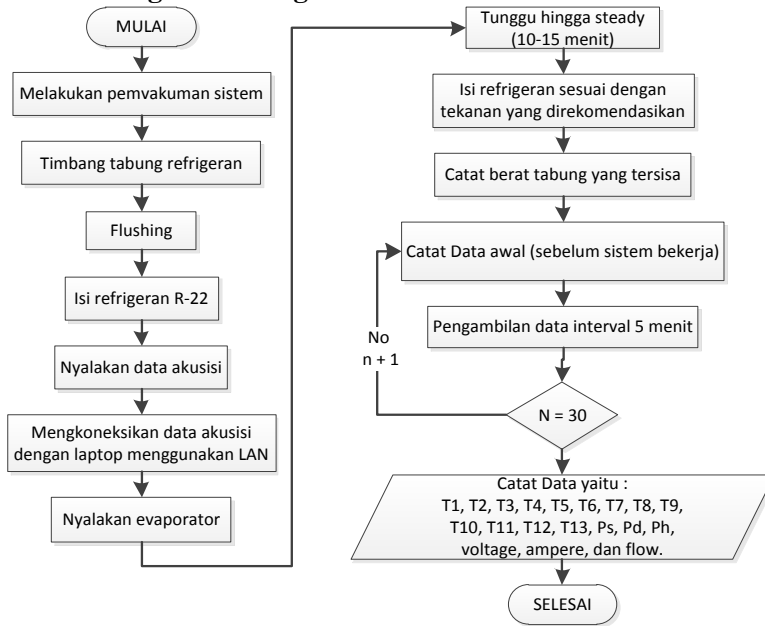 MULAI
Melakukan pemvakuman sistem
Timbang tabung refrigeran
Flushing
Isi refrigeran R-22
Nyalakan data akusisi
Mengkoneksikan data akusisi
dengan laptop menggunakan LAN
Nyalakan evaporator
Tunggu hingga steady
(10-15 menit)
Isi refrigeran sesuai dengan
tekanan yang direkomendasikan
Catat berat tabung yang tersisa
Catat Data awal (sebelum sistem bekerja)
Pengambilan data interval 5 menit
No
n + 1
N = 30
Catat Data yaitu :
T1, T2, T3, T4, T5, T6, T7, T8, T9,
T10, T11, T12, T13, Ps, Pd, Ph,
voltage, ampere, dan flow.
SELESAI